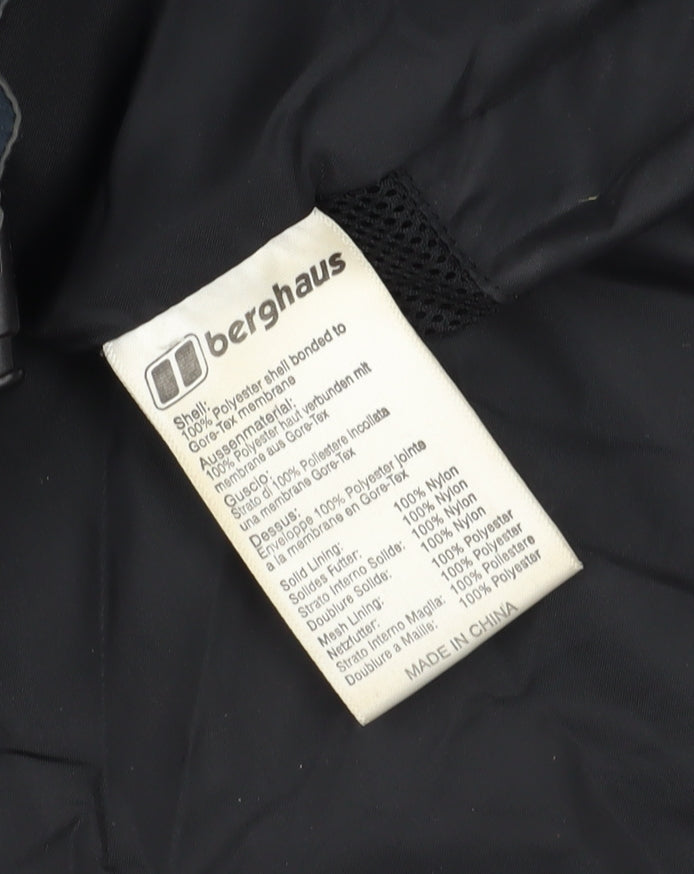 berghaus
Shell:
100% Polyester shell bonded to
Gore-Tex membrane
Aussenmaterial:
100% Polyester haut verbunden mit
membrane aus Gore-Tex
Guscio:
Strato di 100% Poliestere incollata
una membrane Gore-Tex
Dessus:
Enveloppe 100% Polyester jointe
a la membrane en Gore-Tex
Solid Lining: 100% Nylon
Solides Futter: 100% Nylon
Strato Interno Solide: 100% Nylon
Doublure Solide: 100% Nylon
Mesh Lining: 100% Polyester
Netzfutter: 100% Polyester
Strato Interno Maglia: 100% Poliestere
Doublure a Maile: 100% Polyester
MADE IN CHINA